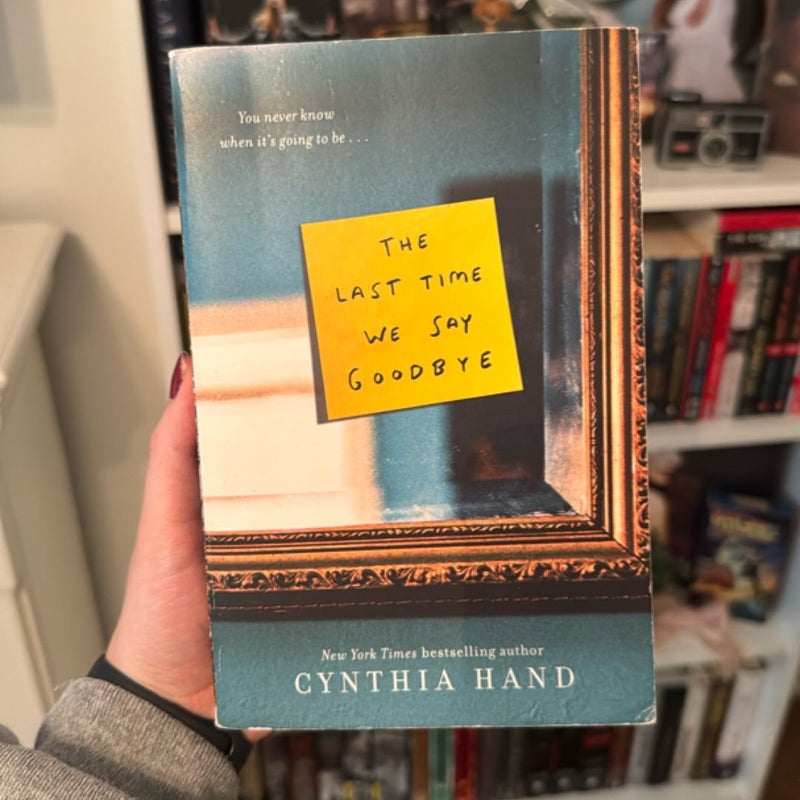 You never know
when it's going to be . . .
THE
LAST TIME
WE SAY
GOODBYE
New York Times bestselling author
CYNTHIA HAND